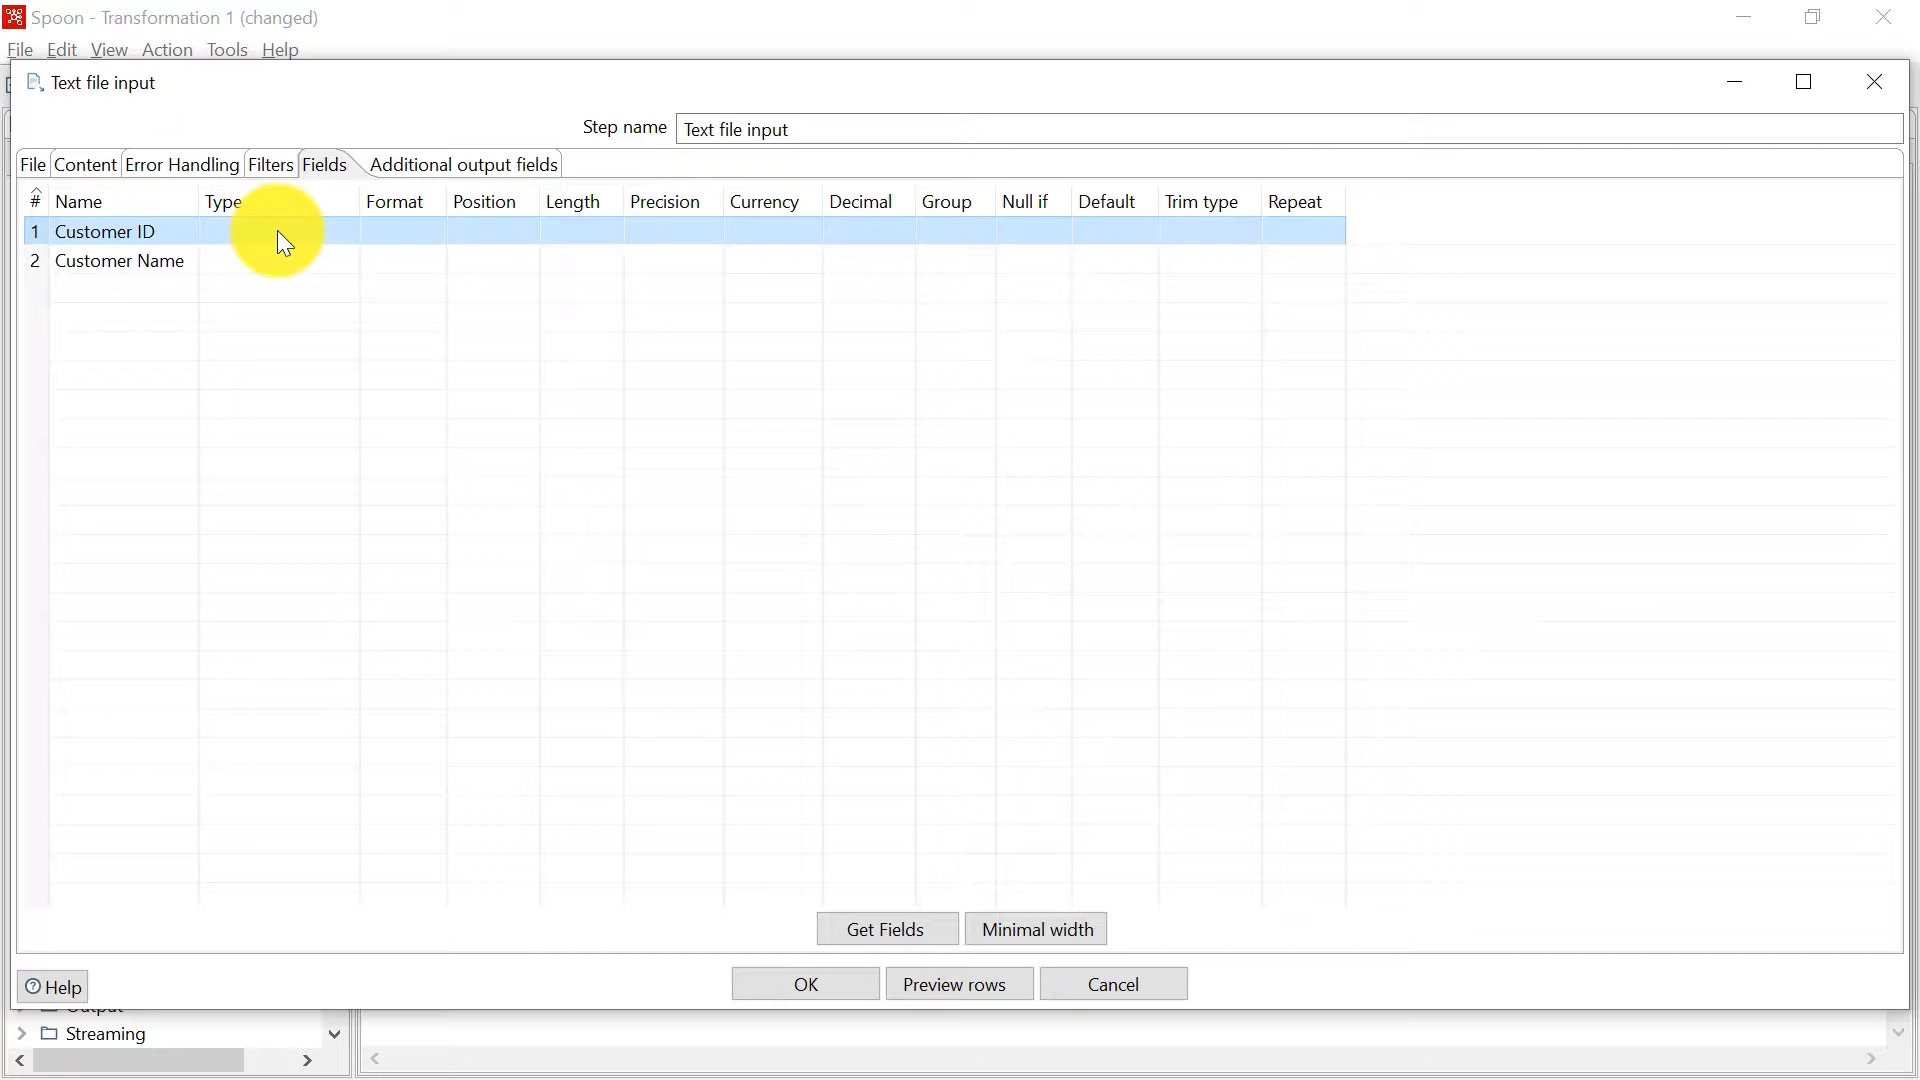 Spoon - Transformation 1 (changed)
File Edit View Action Tools Help
Text file input
Step name Text file input
File Content Error Handling Filters Fields Additional output fields
# Name Type Format Position Length Precision Currency Decimal Group Null if Default Trim type Repeat
1 Customer ID
2 Customer Name
Get Fields Minimal width
Help OK Preview rows Cancel
Output
Streaming